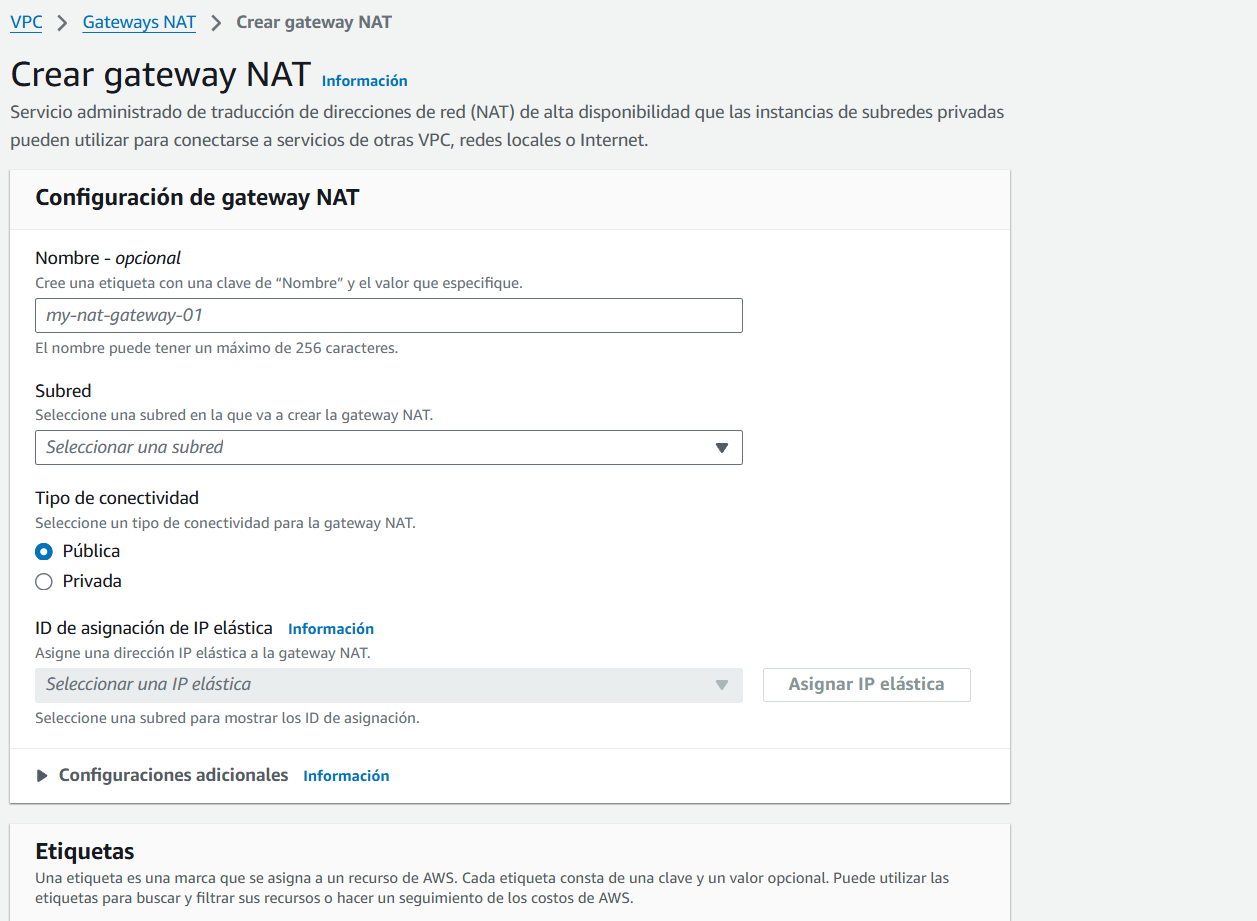 VPC > Gateways NAT > Crear gateway NAT
Crear gateway NAT Información
Servicio administrado de traducción de direcciones de red (NAT) de alta disponibilidad que las instancias de subredes privadas
pueden utilizar para conectarse a servicios de otras VPC, redes locales o Internet.
Configuración de gateway NAT
Nombre - opcional
Cree una etiqueta con una clave de “Nombre” y el valor que especifique.
my-nat-gateway-01
El nombre puede tener un máximo de 256 caracteres.
Subred
Seleccione una subred en la que va a crear la gateway NAT.
Seleccionar una subred
Tipo de conectividad
Seleccione un tipo de conectividad para la gateway NAT.
Pública
Privada
ID de asignación de IP elástica Información
Asigne una dirección IP elástica a la gateway NAT.
Seleccionar una IP elástica Asignar IP elástica
Seleccione una subred para mostrar los ID de asignación.
Configuraciones adicionales Información
Etiquetas
Una etiqueta es una marca que se asigna a un recurso de AWS. Cada etiqueta consta de una clave y un valor opcional. Puede utilizar las
etiquetas para buscar y filtrar sus recursos o hacer un seguimiento de los costos de AWS.